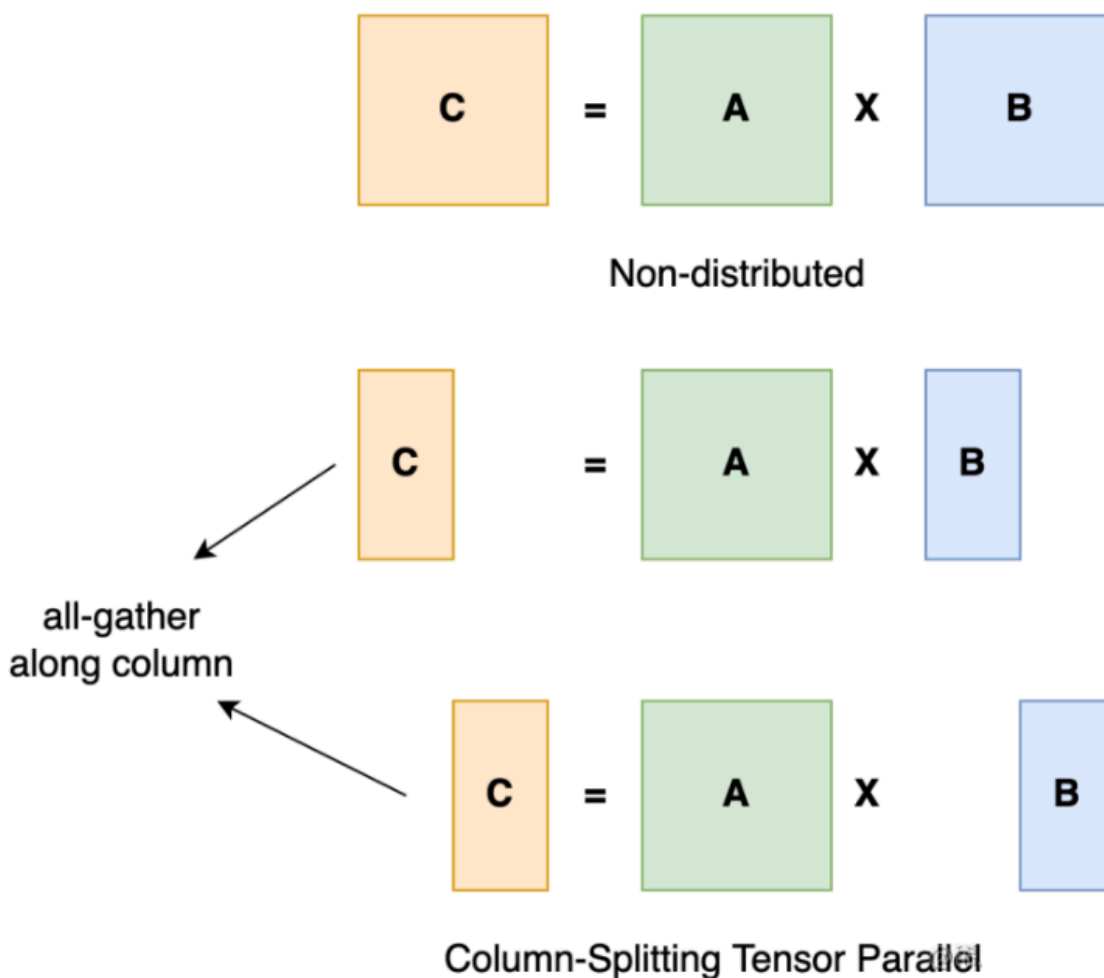 C = A X B
Non-distributed
C = A X B
all-gather
along column
C = A X B
Column-Splitting Tensor Parallel